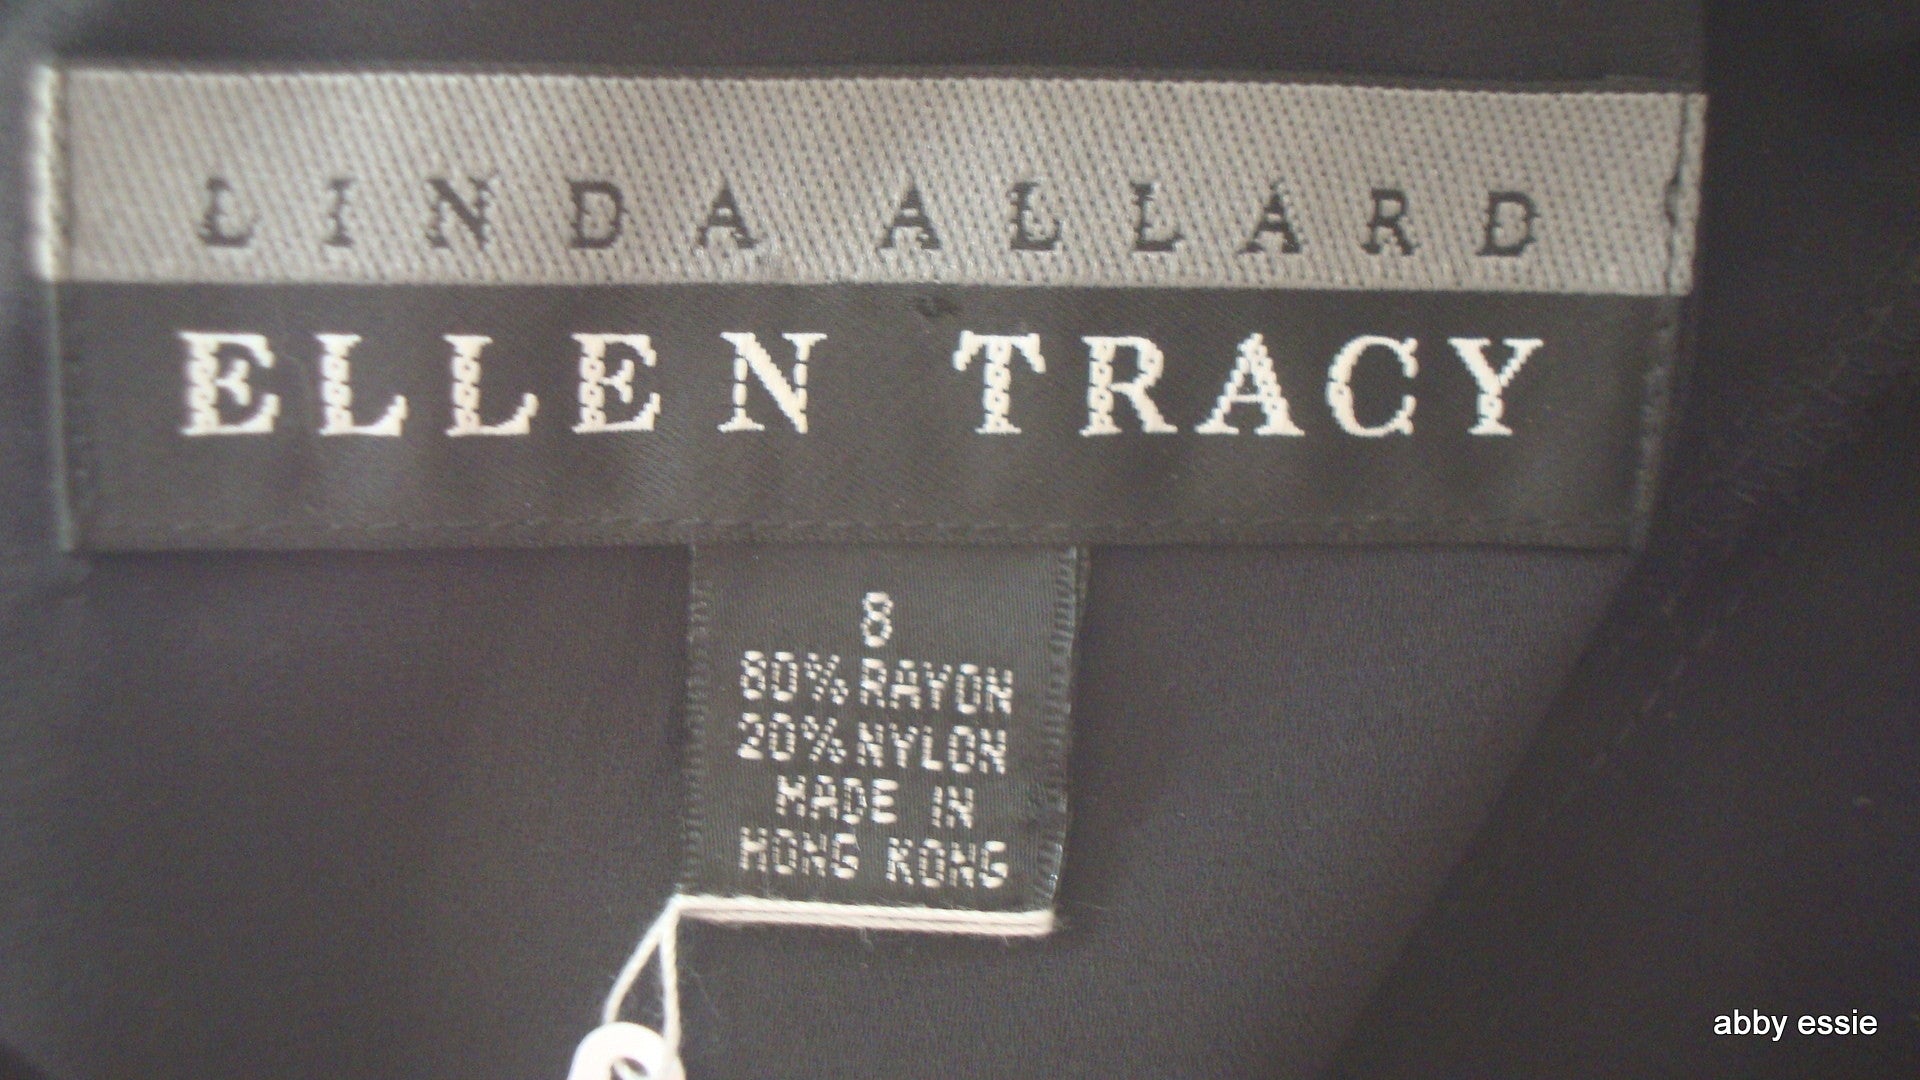 LINDA ALLARD
ELLEN TRACY
8
80% RAYON
20% NYLON
MADE IN
HONG KONG
abby essie